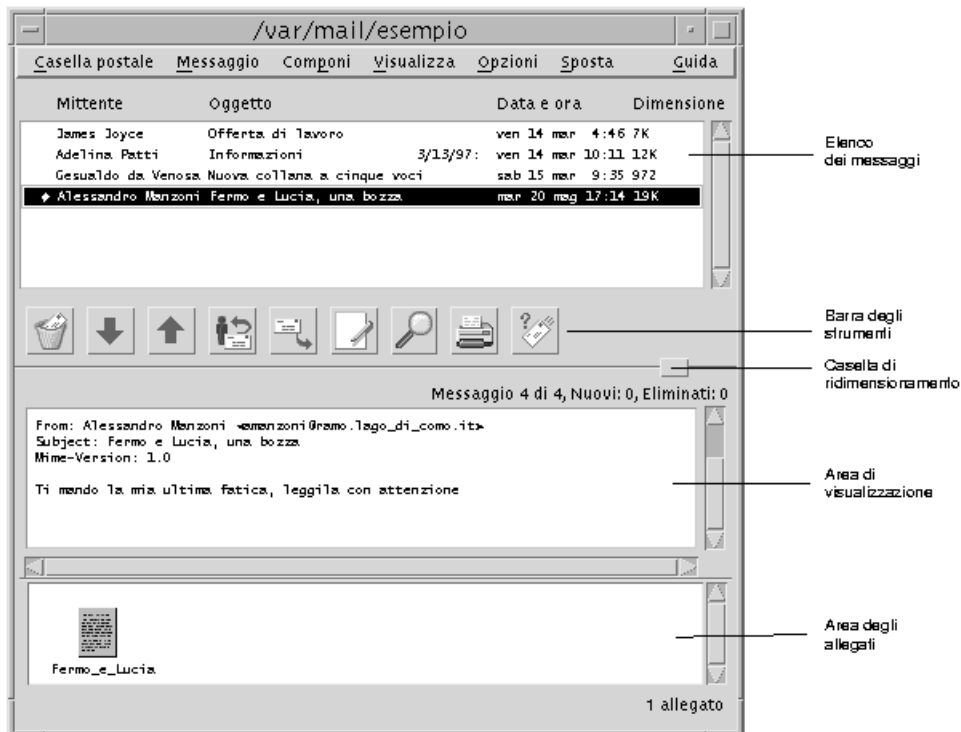 /var/mail/esempio
Casella postale Messaggio Componi Visualizza Opzioni Sposta Guida
Mittente Oggetto Data e ora Dimensione
James Joyce Offerta di lavoro ven 14 mar 4:46 7K
Adelina Patti Informazioni 3/13/97: ven 14 mar 10:11 12K
Gesualdo da Venosa Nuova collana a cinque voci sab 15 mar 9:35 972
Alessandro Manzoni Fermo e Lucia, una bozza mar 20 mag 17:14 19K
Elenco
dei messaggi
Barra degli
strumenti
Casella di
ridimensionamento
Messaggio 4 di 4, Nuovi: 0, Eliminati: 0
From: Alessandro Manzoni <amanzoni@ramo.lago_di_como.it>
Subject: Fermo e Lucia, una bozza
Mime-Version: 1.0
Ti mando la mia ultima fatica, leggila con attenzione
Area di
visualizzazione
Fermo_e_Lucia
Area degli
allegati
1 allegato